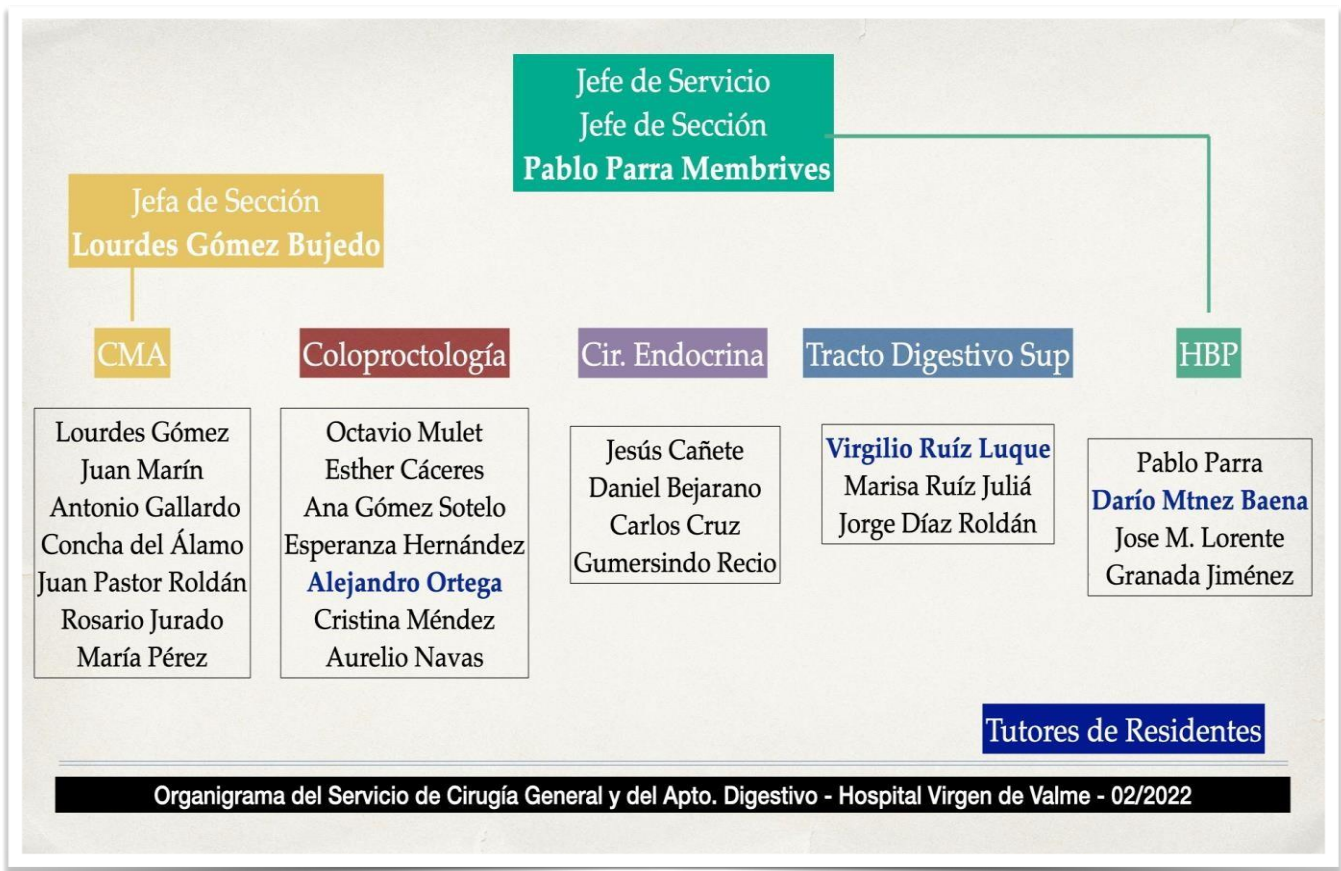 Jefe de Servicio
Jefe de Sección
Pablo Parra Membrives
Jefa de Sección
Lourdes Gómez Bujedo
CMA
Coloproctología
Cir. Endocrina
Tracto Digestivo Sup
HBP
Lourdes Gómez
Juan Marín
Antonio Gallardo
Concha del Álamo
Juan Pastor Roldán
Rosario Jurado
María Pérez
Octavio Mulet
Esther Cáceres
Ana Gómez Sotelo
Esperanza Hernández
Alejandro Ortega
Cristina Méndez
Aurelio Navas
Jesús Cañete
Daniel Bejarano
Carlos Cruz
Gumersindo Recio
Virgilio Ruíz Luque
Marisa Ruíz Juliá
Jorge Díaz Roldán
Pablo Parra
Darío Mtnez Baena
Jose M. Lorente
Granada Jiménez
Tutores de Residentes
Organigrama del Servicio de Cirugía General y del Apto. Digestivo - Hospital Virgen de Valme - 02/2022